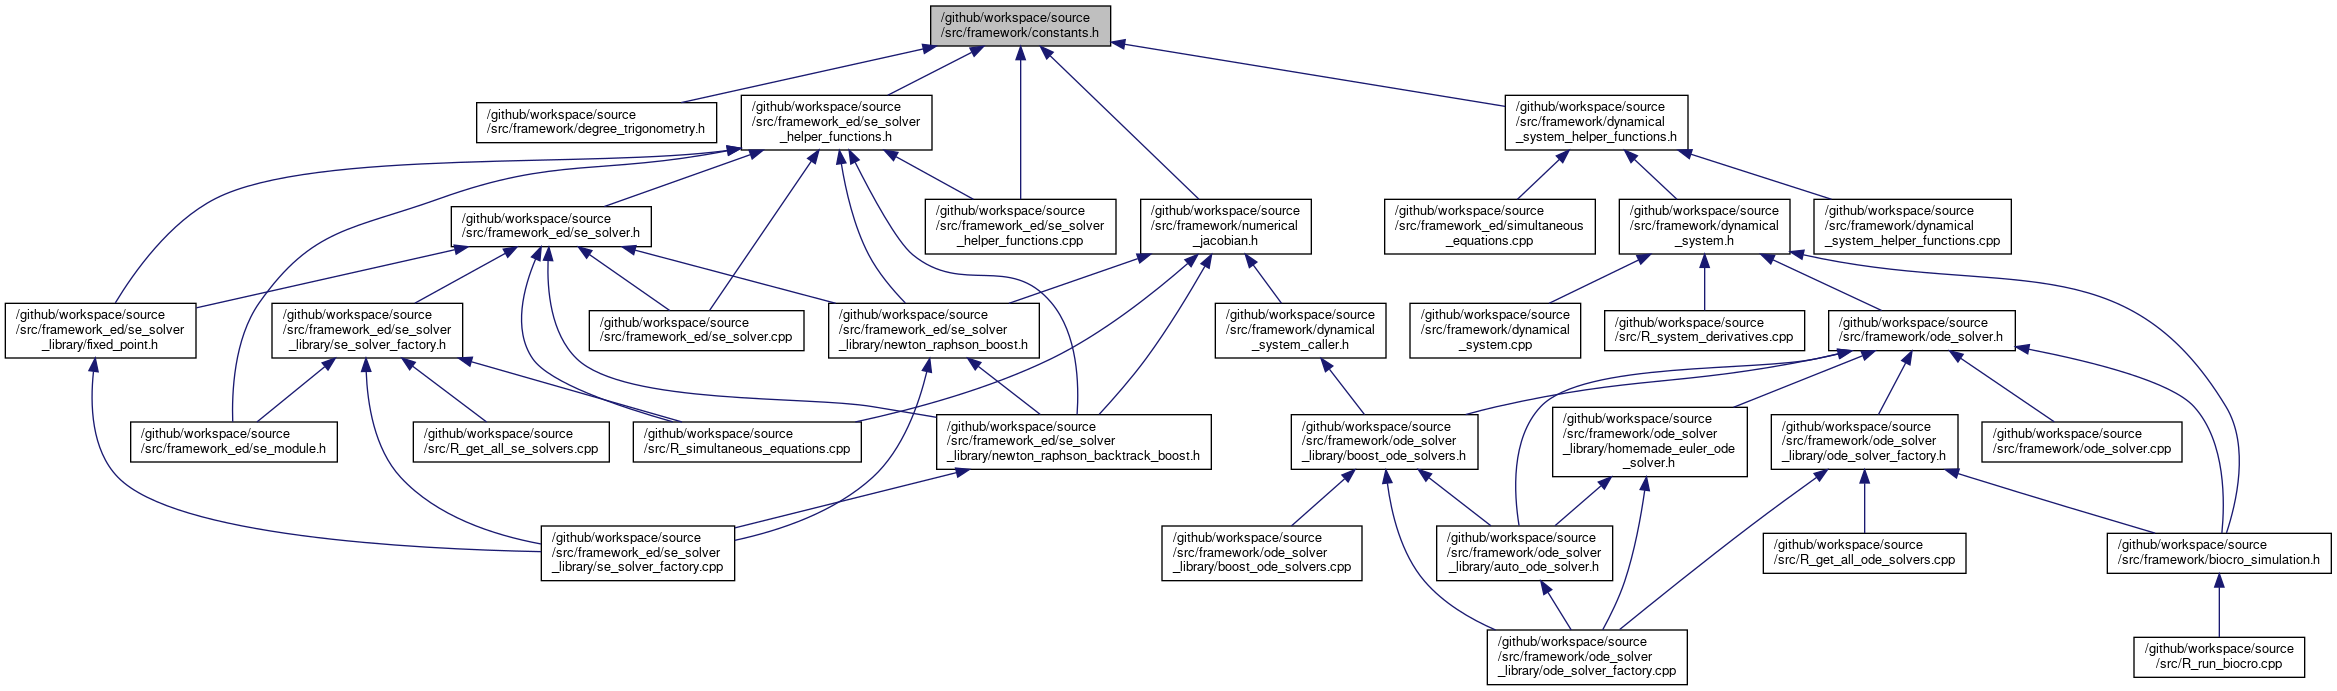 /github/workspace/source
/src/framework/constants.h
/github/workspace/source
/src/framework/degree_trigonometry.h
/github/workspace/source
/src/framework_ed/se_solver
_helper_functions.h
/github/workspace/source
/src/framework/dynamical
_system_helper_functions.h
/github/workspace/source
/src/framework_ed/se_solver.h
/github/workspace/source
/src/framework_ed/se_solver
_helper_functions.cpp
/github/workspace/source
/src/framework/numerical
_jacobian.h
/github/workspace/source
/src/framework_ed/simultaneous
_equations.cpp
/github/workspace/source
/src/framework/dynamical
_system.h
/github/workspace/source
/src/framework/dynamical
_system_helper_functions.cpp
/github/workspace/source
/src/framework_ed/se_solver
_library/fixed_point.h
/github/workspace/source
/src/framework_ed/se_solver
_library/se_solver_factory.h
/github/workspace/source
/src/framework_ed/se_solver.cpp
/github/workspace/source
/src/framework_ed/se_solver
_library/newton_raphson_boost.h
/github/workspace/source
/src/framework/dynamical
_system_caller.h
/github/workspace/source
/src/framework/dynamical
_system.cpp
/github/workspace/source
/src/R_system_derivatives.cpp
/github/workspace/source
/src/framework/ode_solver.h
/github/workspace/source
/src/framework_ed/se_module.h
/github/workspace/source
/src/R_get_all_se_solvers.cpp
/github/workspace/source
/src/R_simultaneous_equations.cpp
/github/workspace/source
/src/framework_ed/se_solver
_library/newton_raphson_backtrack_boost.h
/github/workspace/source
/src/framework/ode_solver
_library/boost_ode_solvers.h
/github/workspace/source
/src/framework/ode_solver
_library/homemade_euler_ode
_solver.h
/github/workspace/source
/src/framework/ode_solver
_library/ode_solver_factory.h
/github/workspace/source
/src/framework/ode_solver.cpp
/github/workspace/source
/src/framework_ed/se_solver
_library/se_solver_factory.cpp
/github/workspace/source
/src/framework/ode_solver
_library/boost_ode_solvers.cpp
/github/workspace/source
/src/framework/ode_solver
_library/auto_ode_solver.h
/github/workspace/source
/src/R_get_all_ode_solvers.cpp
/github/workspace/source
/src/framework/biocro_simulation.h
/github/workspace/source
/src/framework/ode_solver
_library/ode_solver_factory.cpp
/github/workspace/source
/src/R_run_biocro.cpp